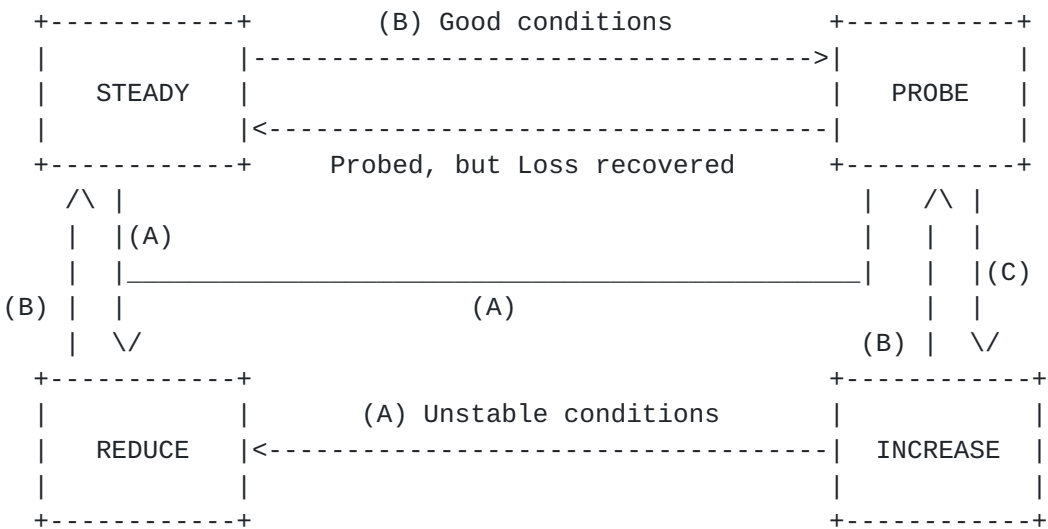 (B) Good conditions
STEADY PROBE
Probed, but Loss recovered
(A)
(C)
(B) (A)
(B)
(A) Unstable conditions
REDUCE INCREASE